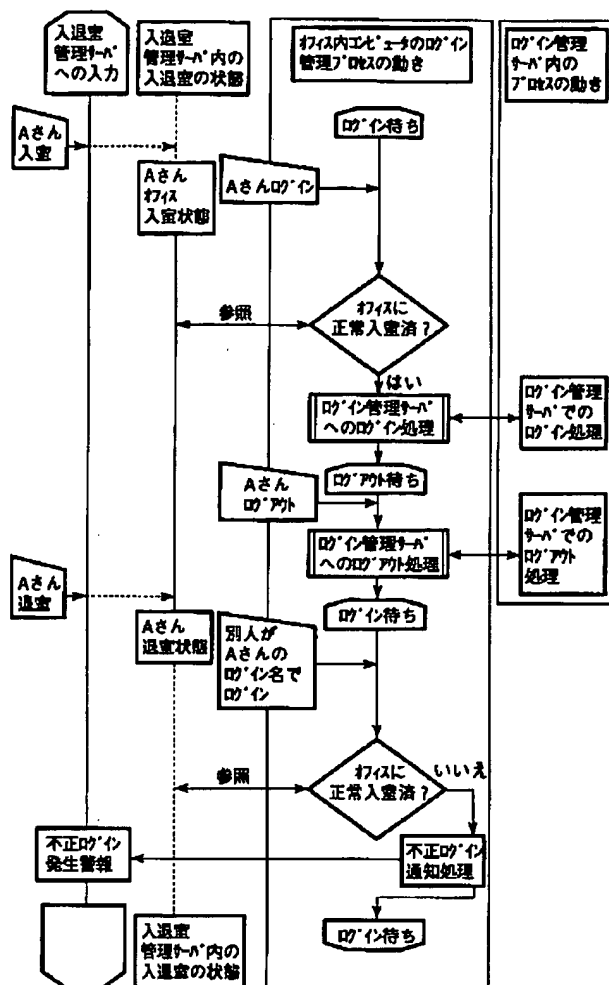 入退室
管理サーバ
への入力
入退室
管理サーバ内の
入退室の状態
オフィス内コンピュータのログイン
管理プロセスの動き
ログイン管理
サーバ内の
プロセスの動き
ログイン待ち
Aさん
入室
Aさん
オフィス
入室状態
Aさんログイン
参照
オフィスに
正常入室済？
はい
ログイン管理サーバ
へのログイン処理
ログイン管理
サーバでの
ログイン処理
ログアウト待ち
Aさん
ログアウト
ログイン管理サーバ
へのログアウト処理
ログイン管理
サーバでの
ログアウト
処理
Aさん
退室
ログイン待ち
Aさん
退室状態
別人が
Aさんの
ログイン名で
ログイン
参照
オフィスに
正常入室済？
いいえ
不正ログイン
発生警報
不正ログイン
通知処理
ログイン待ち
入退室
管理サーバ内の
入退室の状態